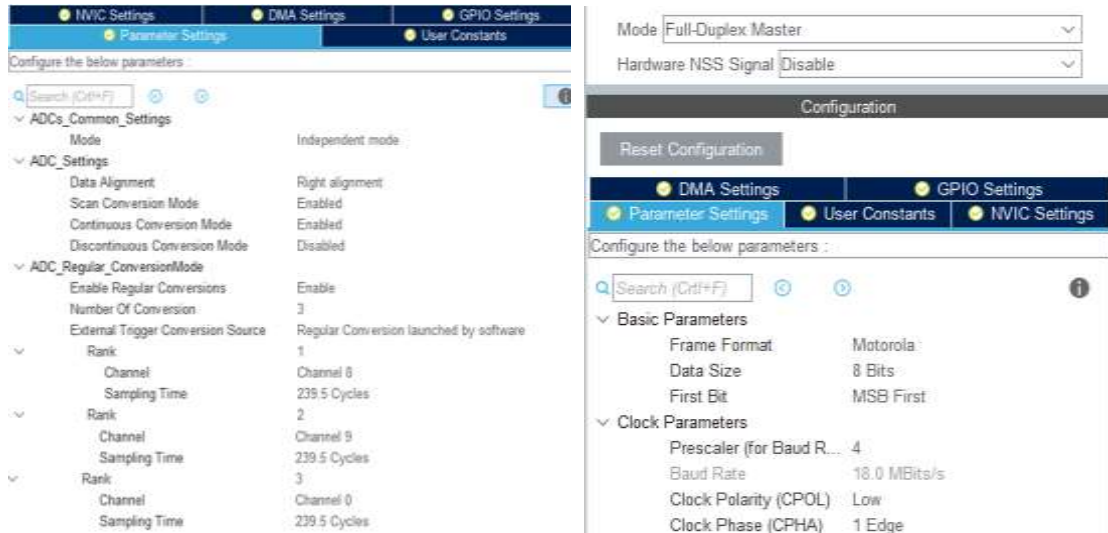 NVIC Settings DMA Settings GPIO Settings
Parameter Settings User Constants
Configure the below parameters :
Search (Crtl+F)
ADCs_Common_Settings
Mode Independent mode
ADC_Settings
Data Alignment Right alignment
Scan Conversion Mode Enabled
Continuous Conversion Mode Enabled
Discontinuous Conversion Mode Disabled
ADC_Regular_ConversionMode
Enable Regular Conversions Enable
Number Of Conversion 3
External Trigger Conversion Source Regular Conversion launched by software
Rank 1
Channel Channel 8
Sampling Time 239.5 Cycles
Rank 2
Channel Channel 9
Sampling Time 239.5 Cycles
Rank 3
Channel Channel 0
Sampling Time 239.5 Cycles
Mode Full-Duplex Master
Hardware NSS Signal Disable
Configuration
Reset Configuration
DMA Settings GPIO Settings
Parameter Settings User Constants NVIC Settings
Configure the below parameters :
Search (Crtl+F)
Basic Parameters
Frame Format Motorola
Data Size 8 Bits
First Bit MSB First
Clock Parameters
Prescaler (for Baud R... 4
Baud Rate 18.0 MBits/s
Clock Polarity (CPOL) Low
Clock Phase (CPHA) 1 Edge